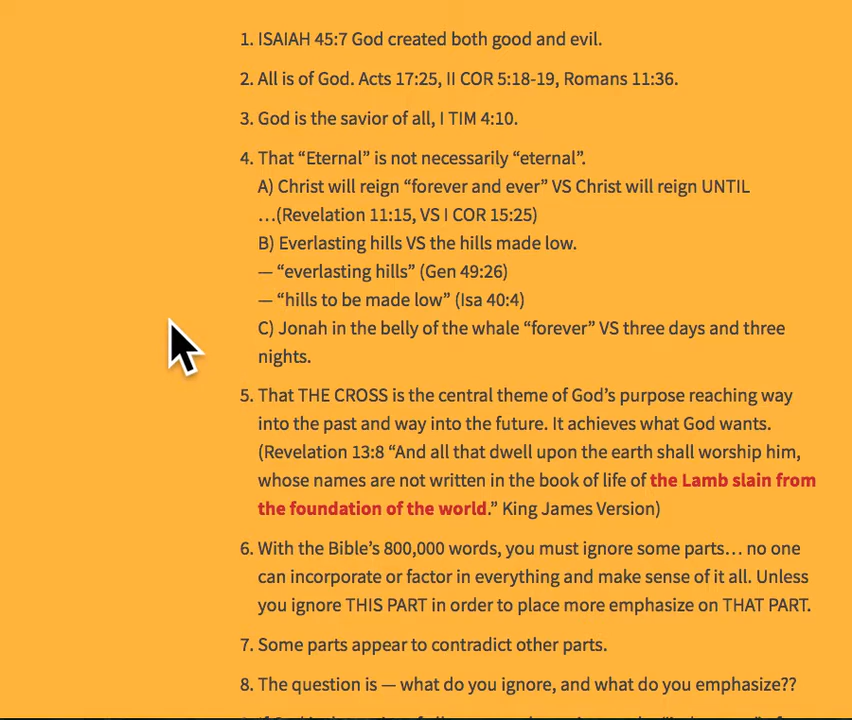 1. ISAIAH 45:7 God created both good and evil.
2. All is of God. Acts 17:25, II COR 5:18-19, Romans 11:36.
3. God is the savior of all, I TIM 4:10.
4. That “Eternal” is not necessarily “eternal”.
A) Christ will reign “forever and ever” VS Christ will reign UNTIL
…(Revelation 11:15, VS I COR 15:25)
B) Everlasting hills VS the hills made low.
— “everlasting hills” (Gen 49:26)
— “hills to be made low” (Isa 40:4)
C) Jonah in the belly of the whale “forever” VS three days and three
nights.
5. That THE CROSS is the central theme of God’s purpose reaching way
into the past and way into the future. It achieves what God wants.
(Revelation 13:8 “And all that dwell upon the earth shall worship him,
whose names are not written in the book of life of the Lamb slain from
the foundation of the world.” King James Version)
6. With the Bible’s 800,000 words, you must ignore some parts… no one
can incorporate or factor in everything and make sense of it all. Unless
you ignore THIS PART in order to place more emphasize on THAT PART.
7. Some parts appear to contradict other parts.
8. The question is — what do you ignore, and what do you emphasize??